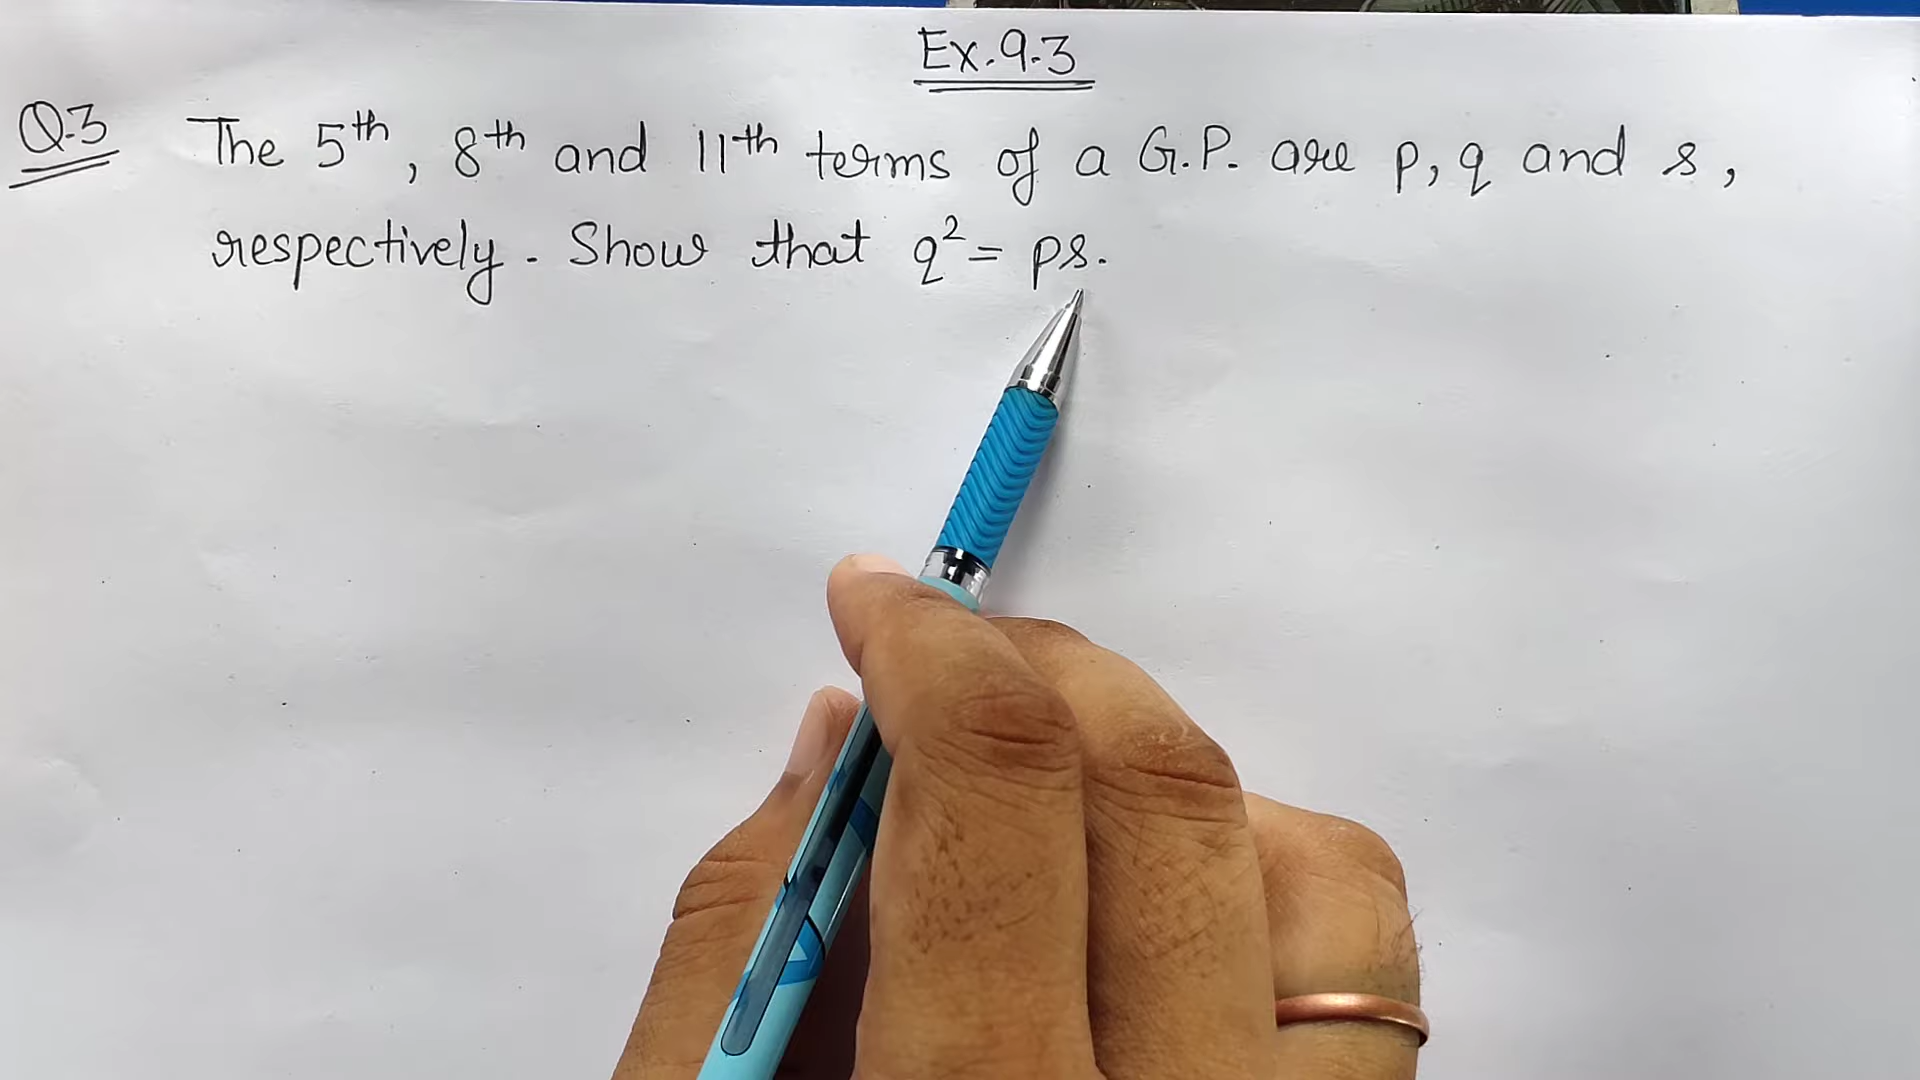 Ex.9.3
Q.3 The 5th, 8th and 11th terms of a G.P. are p, q and s,
respectively. Show that q² = ps.